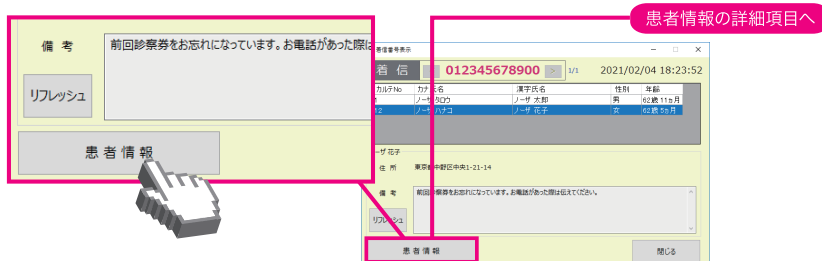 患者情報の詳細項目へ
備 考
前回診察券をお忘れになっています。お電話があった際は
リフレッシュ
患 者 情 報
着信番号表示
着 信
012345678900
>
1/1
2021/02/04 18:23:52
カルテNo カナ氏名 漢字氏名 性別 年齢
ノーザ タロウ ノーザ 太郎 男 62歳 11ヵ月
12 ノーザ ハナコ ノーザ 花子 女 62歳 5ヵ月
ノーザ 花子
住 所 東京都中野区中央1-21-14
備 考 前回診察券をお忘れになっています。お電話があった際は伝えてください。
リフレッシュ
患 者 情 報
閉じる